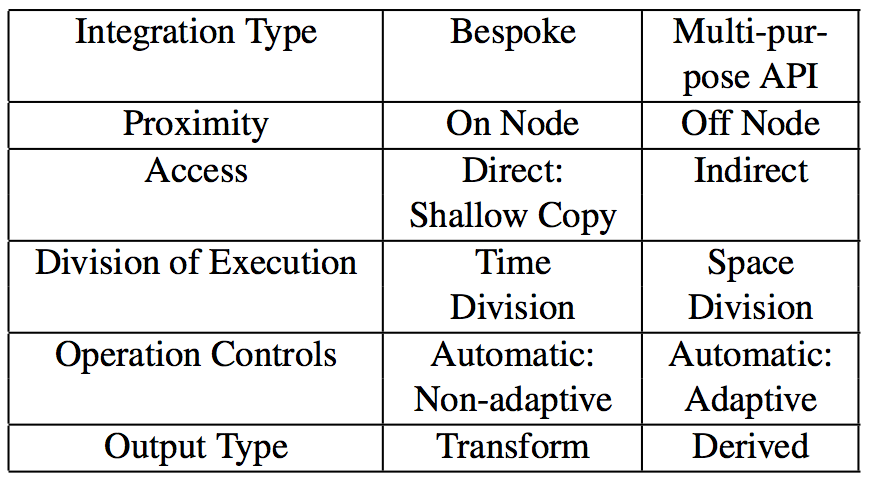 Integration Type Bespoke Multi-pur-
pose API
Proximity On Node Off Node
Access Direct: Indirect
Shallow Copy
Division of Execution Time Space
Division Division
Operation Controls Automatic: Automatic:
Non-adaptive Adaptive
Output Type Transform Derived